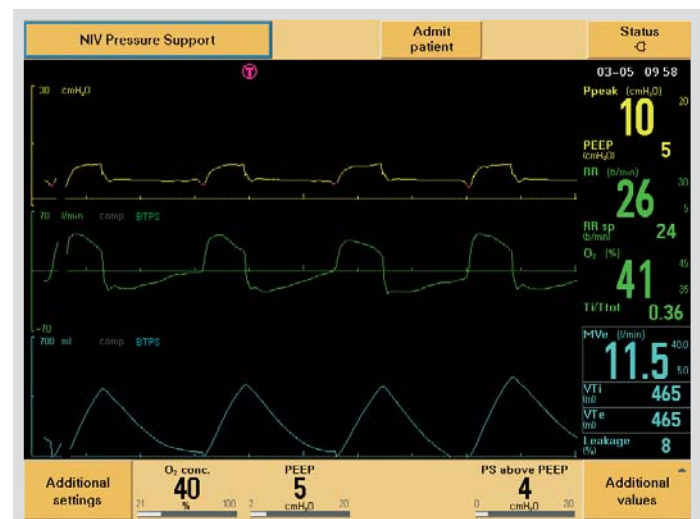 NIV Pressure Support
Admit
patient
Status
T
03-05 09 58
30 cmH₂O
Ppeak (cmH₂O)
20
10
PEEP
(cmH₂O)
5
RR (b/min)
30
26
5
70 l/min comp BTPS
RR sp
(b/min)
24
O₂ (%)
45
41
35
Ti/Ttot
0.36
-70
700 ml comp BTPS
MVe (l/min)
40.0
11.5
5.0
VTi
(ml)
465
VTe
(ml)
465
Leakage
(%)
8
Additional
settings
O₂ conc.
40
21 % 100
PEEP
5
2 cmH₂O 20
PS above PEEP
4
0 cmH₂O 30
Additional
values